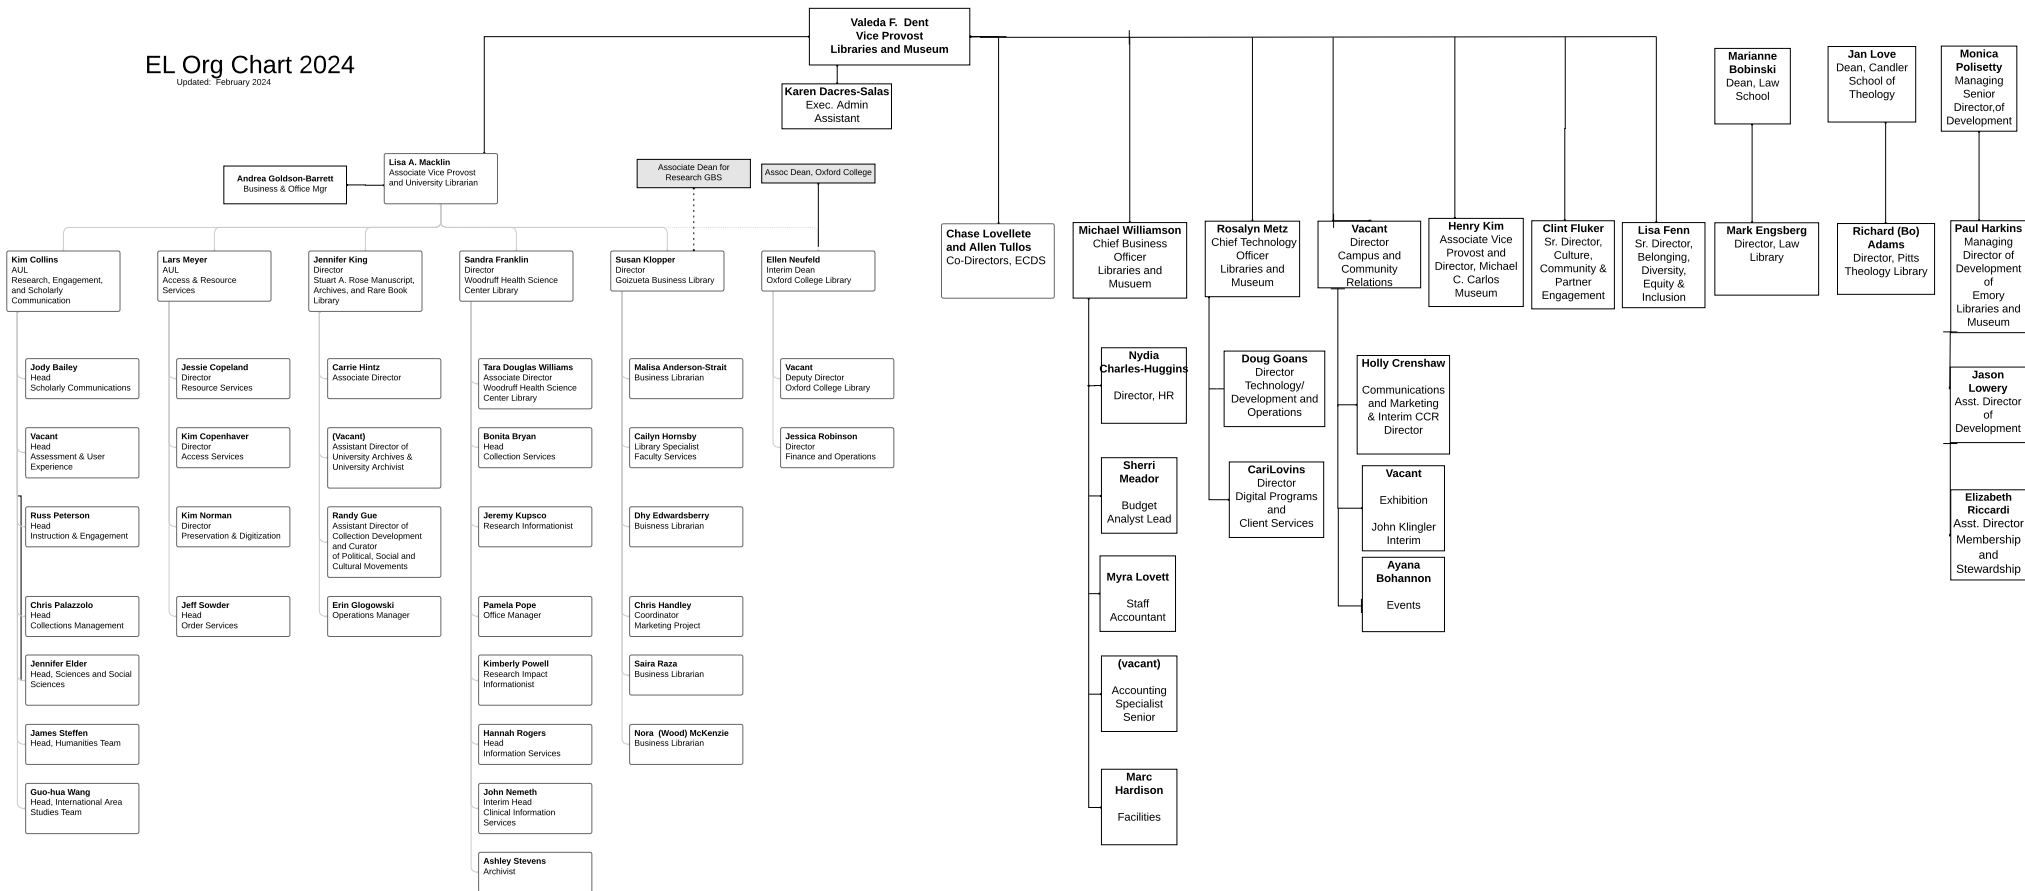 Valeda F.  Dent
Vice Provost
Libraries and Museum
EL Org Chart 2024
Updated:  February 2024
Karen Dacres-Salas
Exec. Admin
Assistant
Marianne
Bobinski
Dean, Law
School
Jan Love
Dean, Candler
School of
Theology
Monica
Polisetty
Managing
Senior
Director,of
Development
Andrea Goldson-Barrett
Business & Office Mgr
Lisa A. Macklin
Associate Vice Provost
and University Librarian
Associate Dean for
Research GBS
Assoc Dean, Oxford College
Kim Collins
AUL
Research, Engagement,
and Scholarly
Communication
Lars Meyer
AUL
Access & Resource
Services
Jennifer King
Director
Stuart A. Rose Manuscript,
Archives, and Rare Book
Library
Sandra Franklin
Director
Woodruff Health Science
Center Library
Susan Klopper
Director
Goizueta Business Library
Ellen Neufeld
Interim Dean
Oxford College Library
Chase Lovellete
and Allen Tullos
Co-Directors, ECDS
Michael Williamson
Chief Business
Officer
Libraries and
Musuem
Rosalyn Metz
Chief Technology
Officer
Libraries and
Museum
Vacant
Director
Campus and
Community
Relations
Henry Kim
Associate Vice
Provost and
Director, Michael
C. Carlos
Museum
Clint Fluker
Sr. Director,
Culture,
Community &
Partner
Engagement
Lisa Fenn
Sr. Director,
Belonging,
Diversity,
Equity &
Inclusion
Mark Engsberg
Director, Law
Library
Richard (Bo)
Adams
Director, Pitts
Theology Library
Paul Harkins
Managing
Director of
Development
of
Emory
Libraries and
Museum
Jody Bailey
Head
Scholarly Communications
Vacant
Head
Assessment & User
Experience
Russ Peterson
Head
Instruction & Engagement
Chris Palazzolo
Head
Collections Management
Jennifer Elder
Head, Sciences and Social
Sciences
James Steffen
Head, Humanities Team
Guo-hua Wang
Head, International Area
Studies Team
Jessie Copeland
Director
Resource Services
Kim Copenhaver
Director
Access Services
Kim Norman
Director
Preservation & Digitization
Jeff Sowder
Head
Order Services
Carrie Hintz
Associate Director
(Vacant)
Assistant Director of
University Archives &
University Archivist
Randy Gue
Assistant Director of
Collection Development
and Curator
of Political, Social and
Cultural Movements
Erin Glogowski
Operations Manager
Tara Douglas Williams
Associate Director
Woodruff Health Science
Center Library
Bonita Bryan
Head
Collection Services
Jeremy Kupsco
Research Informationist
Pamela Pope
Office Manager
Kimberly Powell
Research Impact
Informationist
Hannah Rogers
Head
Information Services
John Nemeth
Interim Head
Clinical Information
Services
Ashley Stevens
Archivist
Malisa Anderson-Strait
Business Librarian
Cailyn Hornsby
Library Specialist
Faculty Services
Dhy Edwardsberry
Buisness Librarian
Chris Handley
Coordinator
Marketing Project
Saira Raza
Business Librarian
Nora  (Wood) McKenzie
Business Librarian
Vacant
Deputy Director
Oxford College Library
Jessica Robinson
Director
Finance and Operations
Nydia
Charles-Huggins
Director, HR
Sherri
Meador
Budget
Analyst Lead
Myra Lovett
Staff
Accountant
(vacant)
Accounting
Specialist
Senior
Marc
Hardison
Facilities
Doug Goans
Director
Technology/
Development and
Operations
CariLovins
Director
Digital Programs
and
Client Services
Holly Crenshaw
Communications
and Marketing
& Interim CCR
Director
Vacant
Exhibition
John Klingler
Interim
Ayana
Bohannon
Events
Jason
Lowery
Asst. Director
of
Development
Elizabeth
Riccardi
Asst. Director
Membership
and
Stewardship